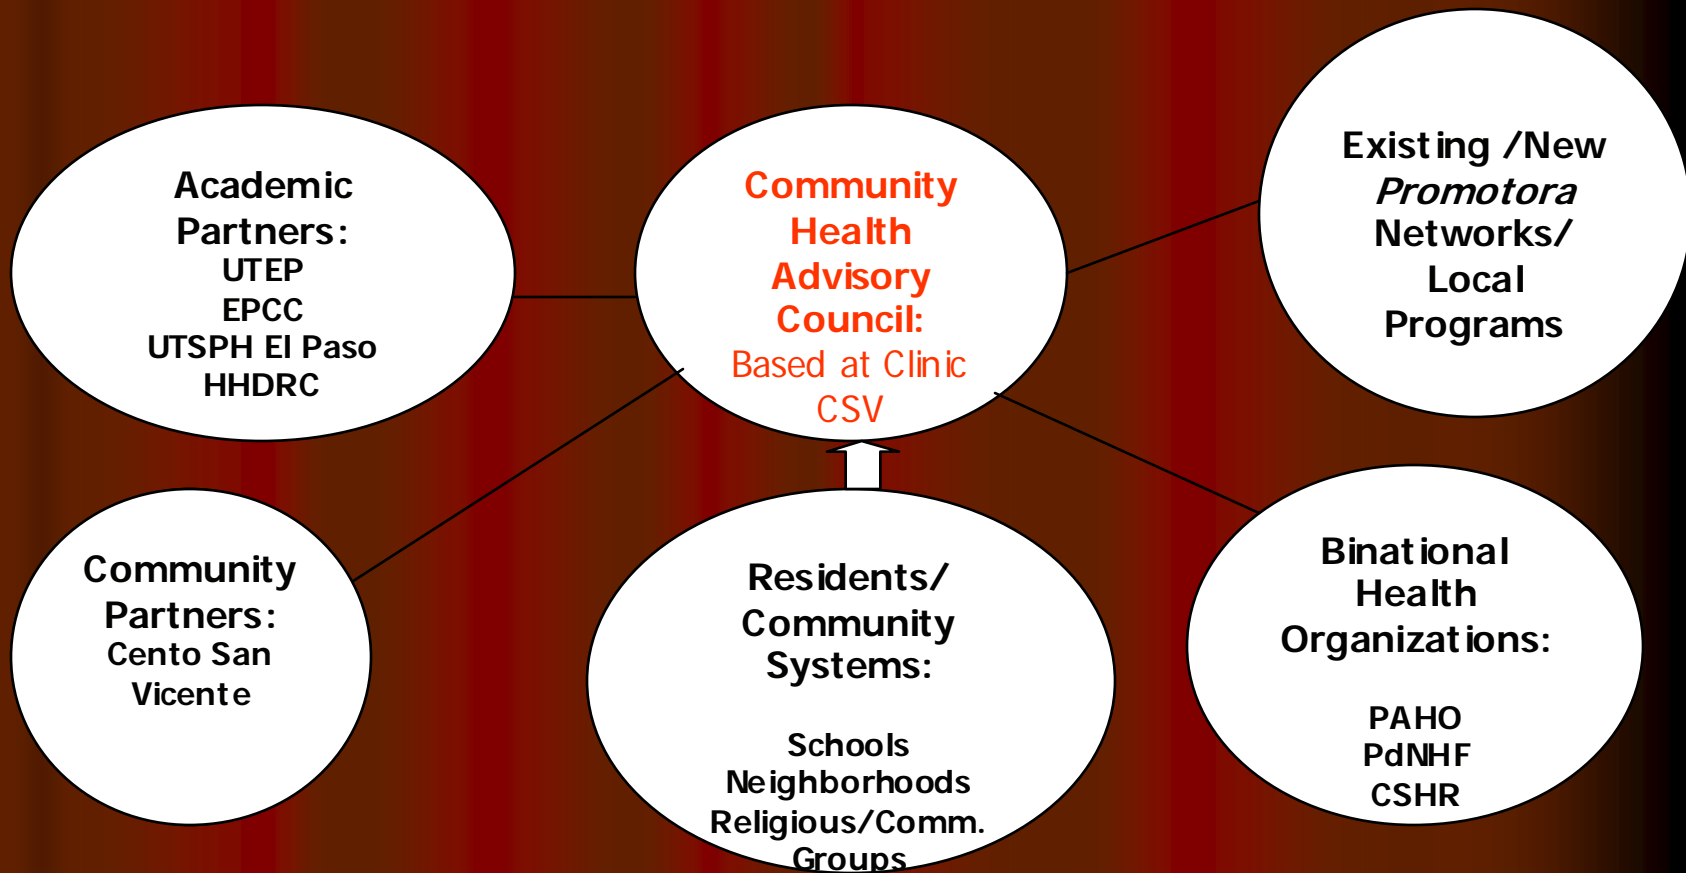 Academic
Partners:
UTEP
EPCC
UTSPH El Paso
HHDRC
Community
Health
Advisory
Council:
Based at Clinic
CSV
Existing /New
Promotora
Networks/
Local
Programs
Community
Partners:
Cento San
Vicente
Residents/
Community
Systems:
Schools
Neighborhoods
Religious/Comm.
Groups
Binational
Health
Organizations:
PAHO
PdNHF
CSHR